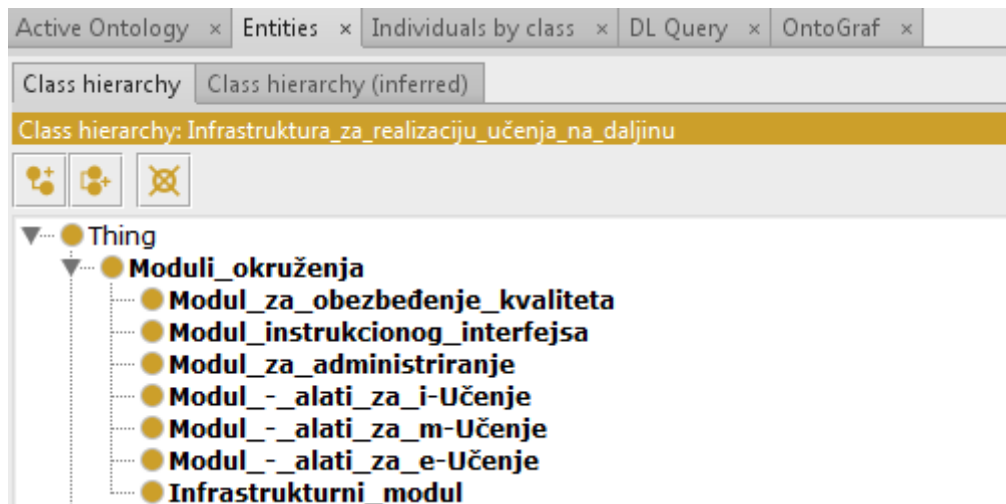 Active Ontology × Entities × Individuals by class × DL Query × OntoGraf ×
Class hierarchy Class hierarchy (inferred)
Class hierarchy: Infrastruktura_za_realizaciju_učenja_na_daljinu
Thing
Moduli_okruženja
Modul_za_obezbeđenje_kvaliteta
Modul_instrukcionog_interfejsa
Modul_za_administriranje
Modul_-_alati_za_i-Učenje
Modul_-_alati_za_m-Učenje
Modul_-_alati_za_e-Učenje
Infrastrukturni_modul